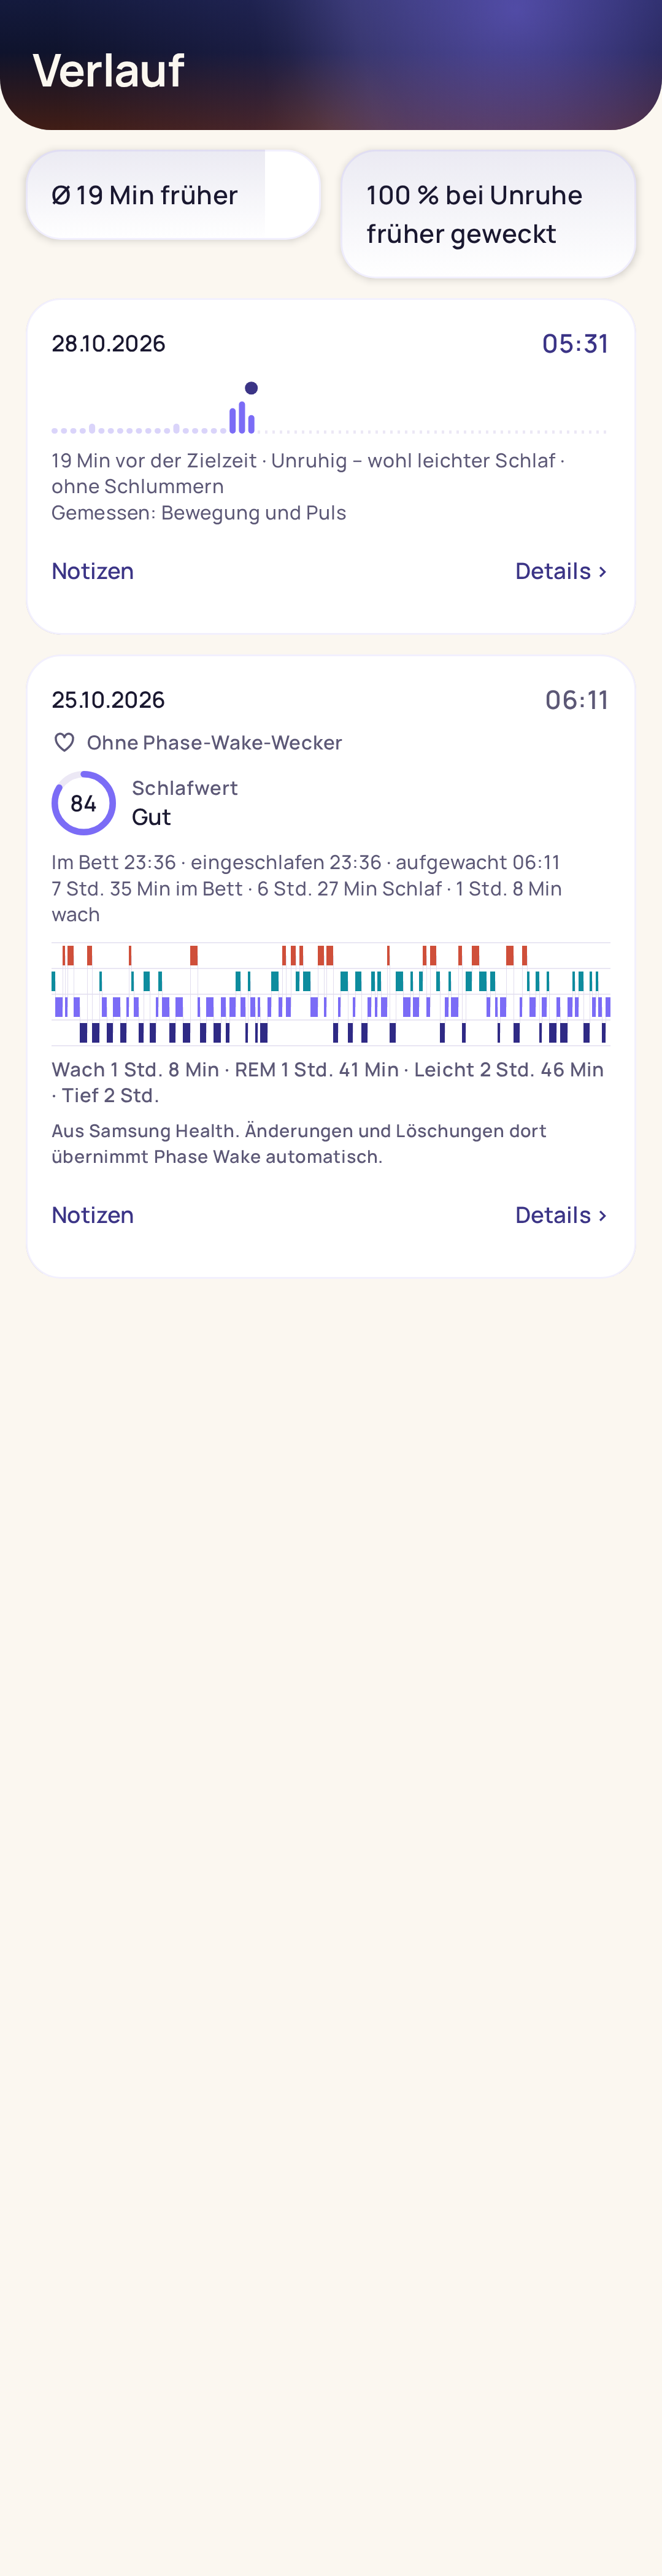 Verlauf
Ø 19 Min früher
100 % bei Unruhe
früher geweckt
28.10.2026
05:31
19 Min vor der Zielzeit · Unruhig – wohl leichter Schlaf ·
ohne Schlummern
Gemessen: Bewegung und Puls
Notizen
Details ›
25.10.2026
06:11
Ohne Phase-Wake-Wecker
84
Schlafwert
Gut
Im Bett 23:36 · eingeschlafen 23:36 · aufgewacht 06:11
7 Std. 35 Min im Bett · 6 Std. 27 Min Schlaf · 1 Std. 8 Min
wach
Wach 1 Std. 8 Min · REM 1 Std. 41 Min · Leicht 2 Std. 46 Min
· Tief 2 Std.
Aus Samsung Health. Änderungen und Löschungen dort
übernimmt Phase Wake automatisch.
Notizen
Details ›